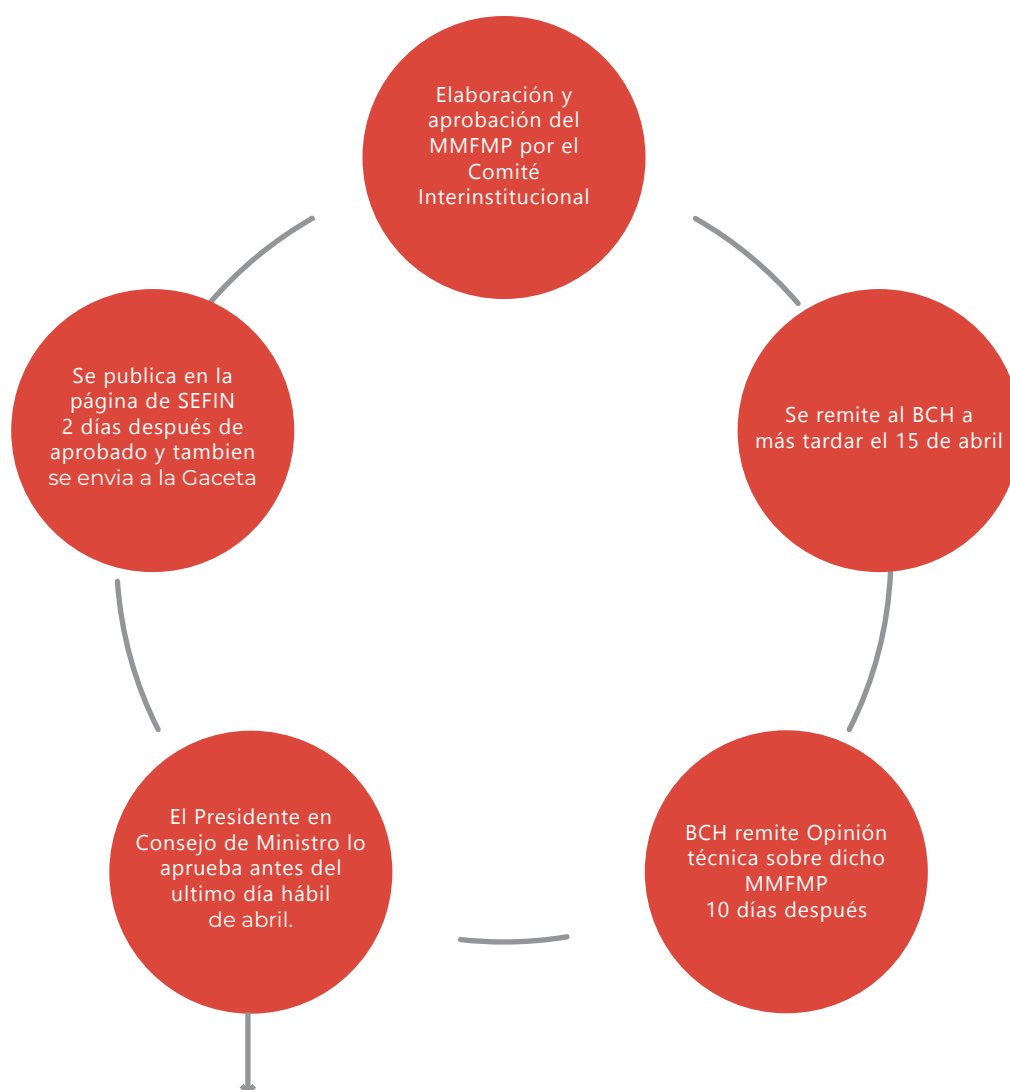 Elaboración y
aprobación del
MMFMP por el
Comité
Interinstitucional
Se remite al BCH a
más tardar el 15 de abril
BCH remite Opinión
técnica sobre dicho
MMFMP
10 días después
El Presidente en
Consejo de Ministro lo
aprueba antes del
ultimo día hábil
de abril.
Se publica en la
página de SEFIN
2 días después de
aprobado y tambien
se envia a la Gaceta